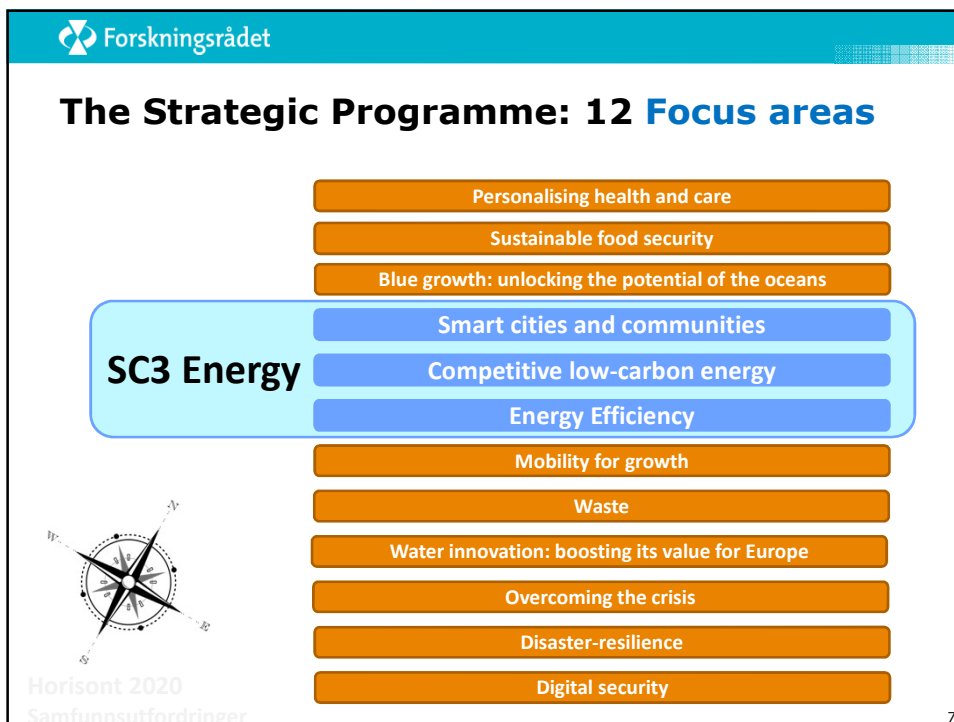 Forskningsrådet
The Strategic Programme: 12 Focus areas
Personalising health and care
Sustainable food security
Blue growth: unlocking the potential of the oceans
Smart cities and communities
SC3 Energy
Competitive low-carbon energy
Energy Efficiency
Mobility for growth
Waste
Water innovation: boosting its value for Europe
Overcoming the crisis
Disaster-resilience
Digital security
N
W
E
S
Horisont 2020
Samfunnsutfordringer
7